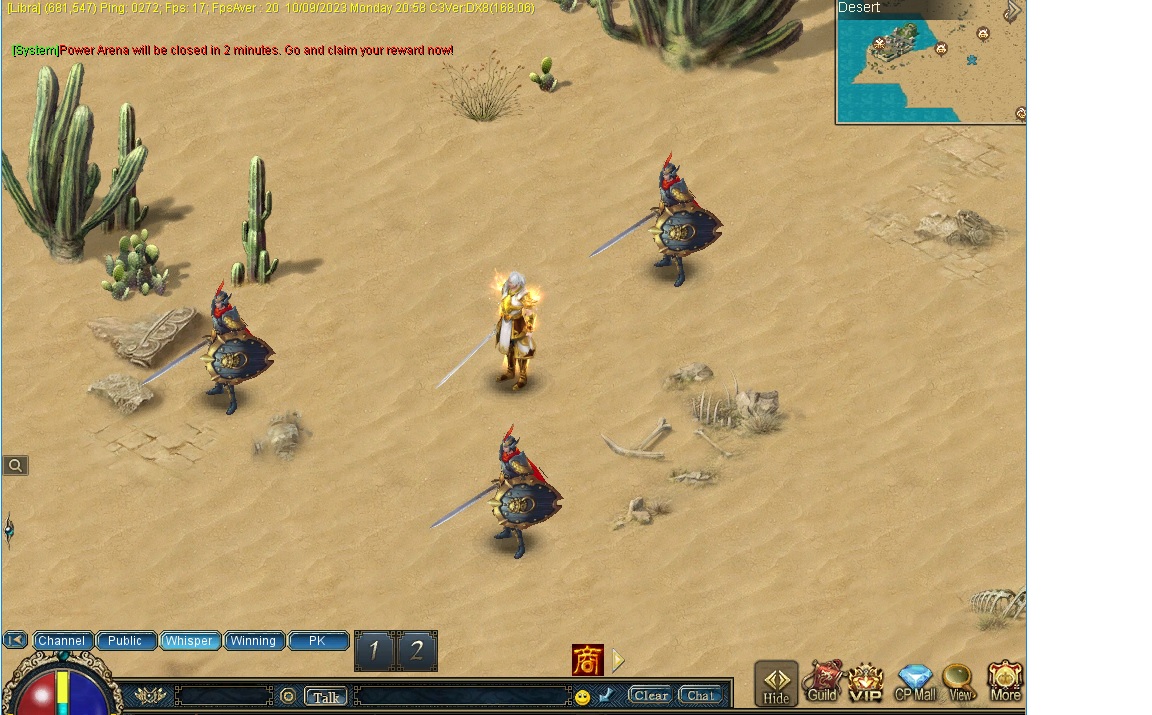 [Libra] (681,547) Ping: 0272; Fps: 17; FpsAver : 20 10/09/2023 Monday 20:58 C3Ver:DX8(168.06)
Desert
[System]Power Arena will be closed in 2 minutes. Go and claim your reward now!
Channel Public Whisper Winning PK
1 2
商
Hide Guild VIP CP Mall View More
Talk Clear Chat